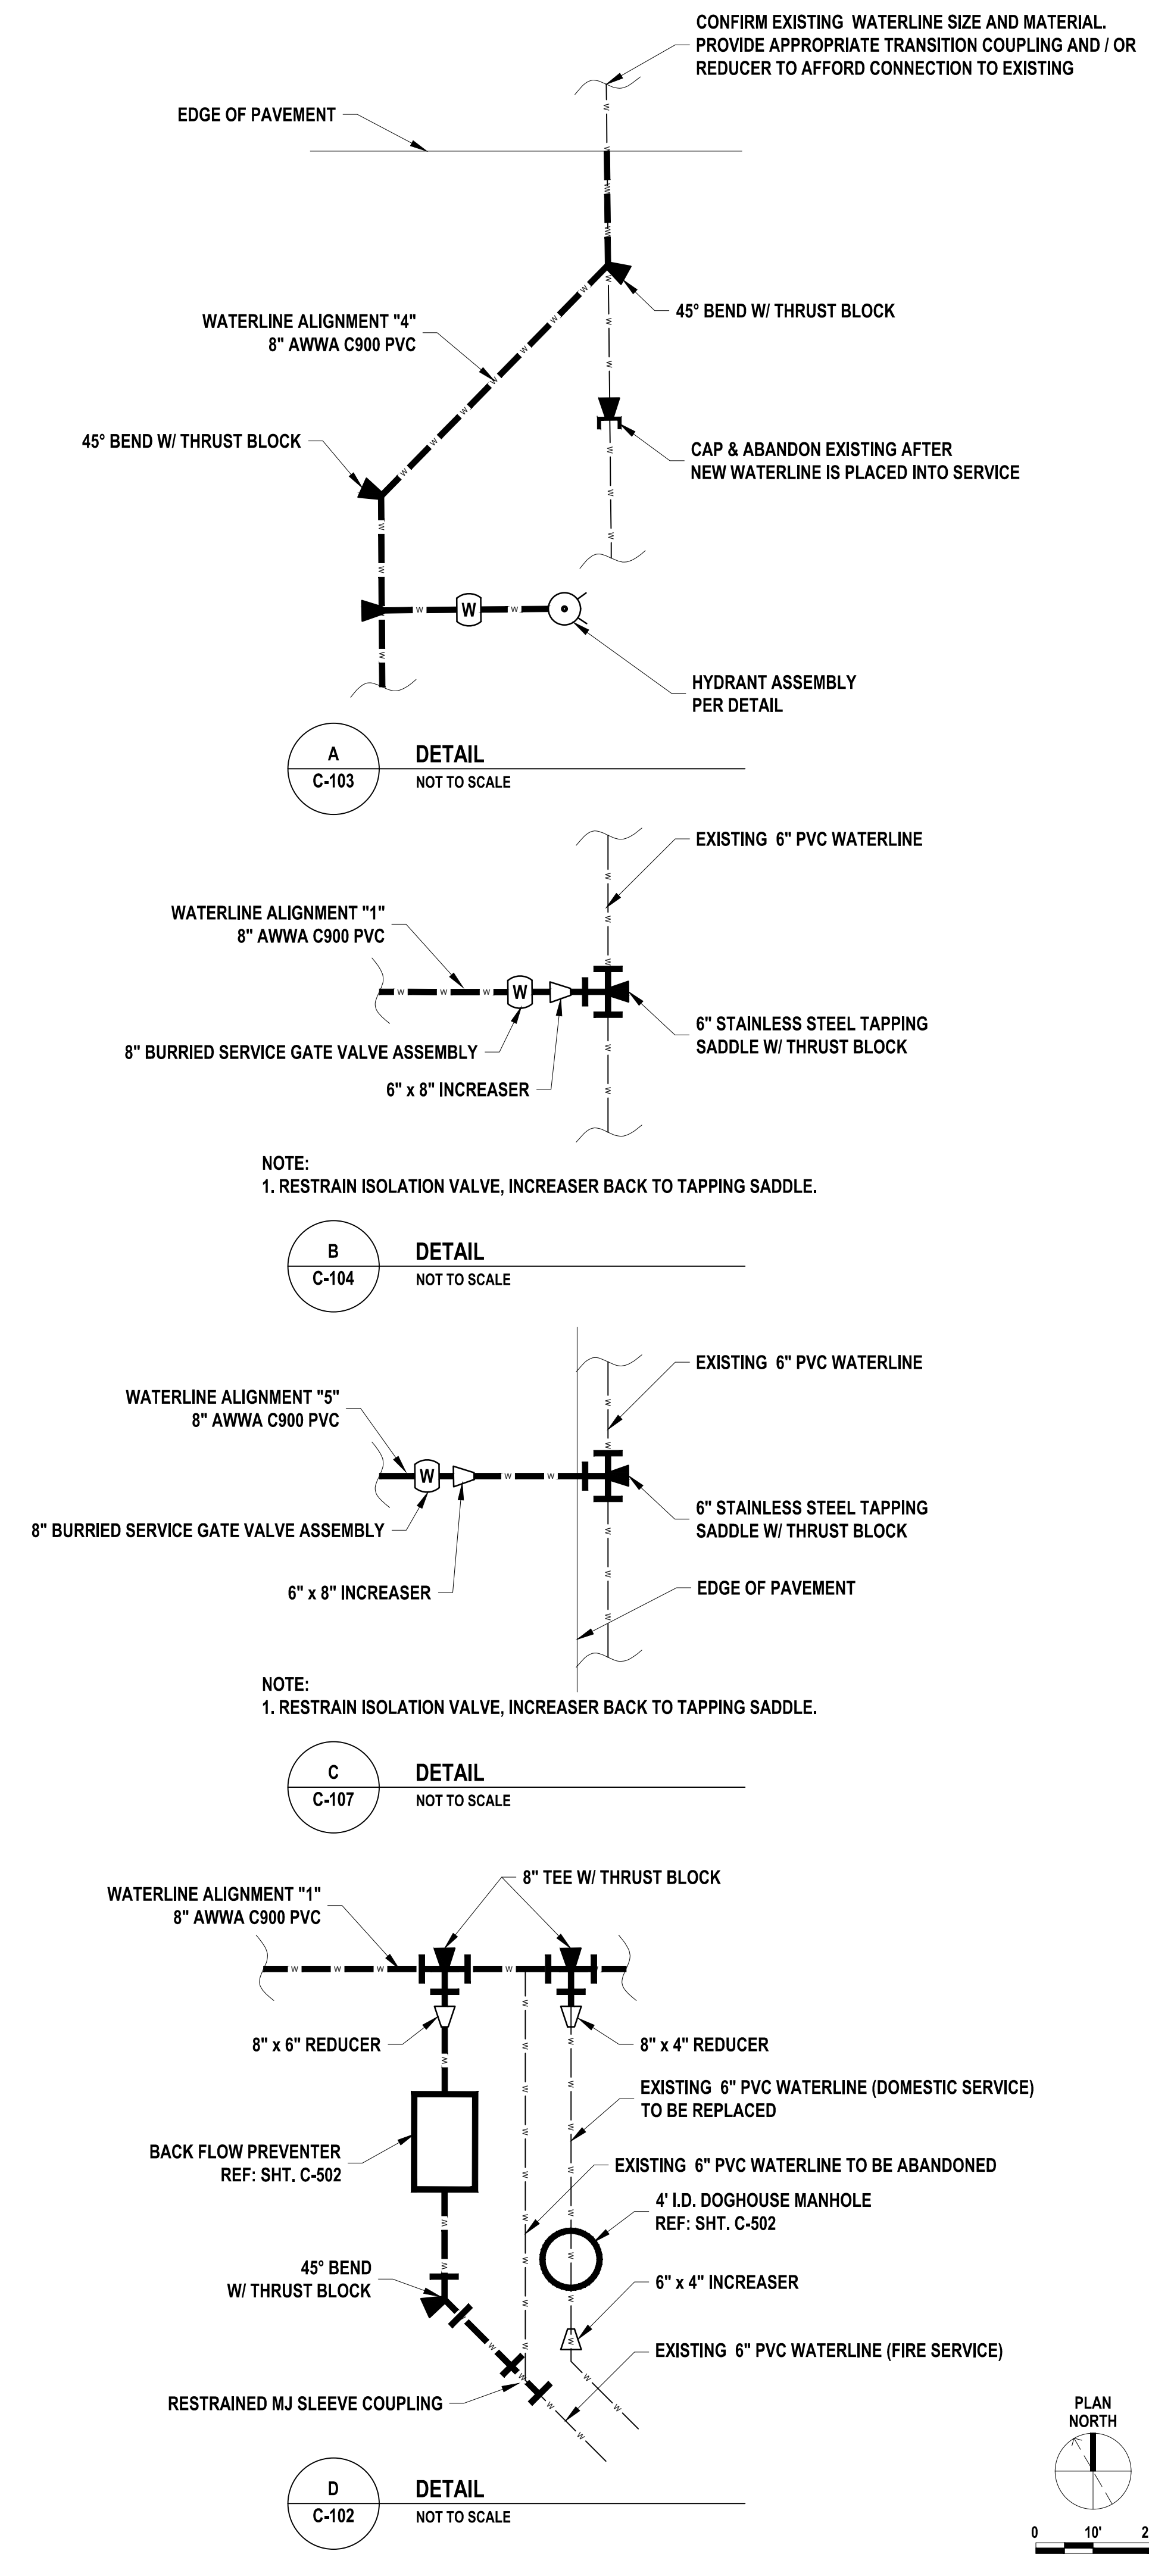 CONFIRM EXISTING WATERLINE SIZE AND MATERIAL.
PROVIDE APPROPRIATE TRANSITION COUPLING AND / OR
REDUCER TO AFFORD CONNECTION TO EXISTING
EDGE OF PAVEMENT
45° BEND W/ THRUST BLOCK
WATERLINE ALIGNMENT "4"
8" AWWA C900 PVC
45° BEND W/ THRUST BLOCK
CAP & ABANDON EXISTING AFTER
NEW WATERLINE IS PLACED INTO SERVICE
W
HYDRANT ASSEMBLY
PER DETAIL
A
C-103
DETAIL
NOT TO SCALE
EXISTING 6" PVC WATERLINE
WATERLINE ALIGNMENT "1"
8" AWWA C900 PVC
W
6" STAINLESS STEEL TAPPING
SADDLE W/ THRUST BLOCK
8" BURRIED SERVICE GATE VALVE ASSEMBLY
6" x 8" INCREASER
NOTE:
1. RESTRAIN ISOLATION VALVE, INCREASER BACK TO TAPPING SADDLE.
B
C-104
DETAIL
NOT TO SCALE
EXISTING 6" PVC WATERLINE
WATERLINE ALIGNMENT "5"
8" AWWA C900 PVC
W
6" STAINLESS STEEL TAPPING
SADDLE W/ THRUST BLOCK
8" BURRIED SERVICE GATE VALVE ASSEMBLY
6" x 8" INCREASER
EDGE OF PAVEMENT
NOTE:
1. RESTRAIN ISOLATION VALVE, INCREASER BACK TO TAPPING SADDLE.
C
C-107
DETAIL
NOT TO SCALE
8" TEE W/ THRUST BLOCK
WATERLINE ALIGNMENT "1"
8" AWWA C900 PVC
8" x 6" REDUCER
8" x 4" REDUCER
EXISTING 6" PVC WATERLINE (DOMESTIC SERVICE)
TO BE REPLACED
BACK FLOW PREVENTER
REF: SHT. C-502
EXISTING 6" PVC WATERLINE TO BE ABANDONED
4' I.D. DOGHOUSE MANHOLE
REF: SHT. C-502
45° BEND
W/ THRUST BLOCK
6" x 4" INCREASER
EXISTING 6" PVC WATERLINE (FIRE SERVICE)
RESTRAINED MJ SLEEVE COUPLING
D
C-102
DETAIL
NOT TO SCALE
PLAN
NORTH
0 10' 2